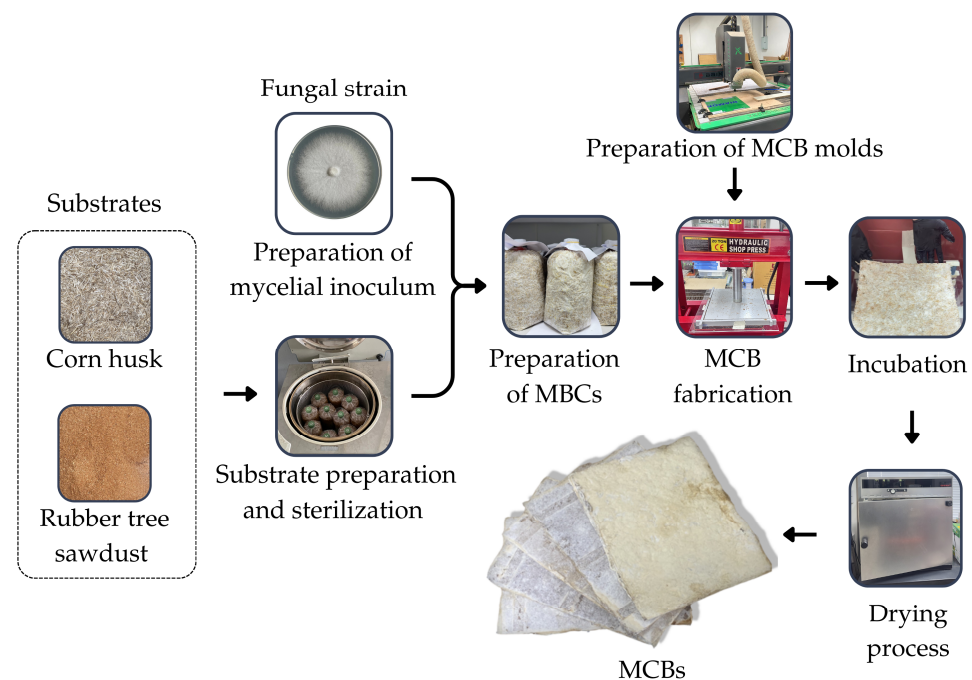 Fungal strain
Preparation of
mycelial inoculum
Substrates
Corn husk
Rubber tree
sawdust
Substrate preparation
and sterilization
Preparation
of MBCs
Preparation of MCB molds
HYDRAULIC
SHOP PRESS
MCB
fabrication
Incubation
Drying
process
MCBs